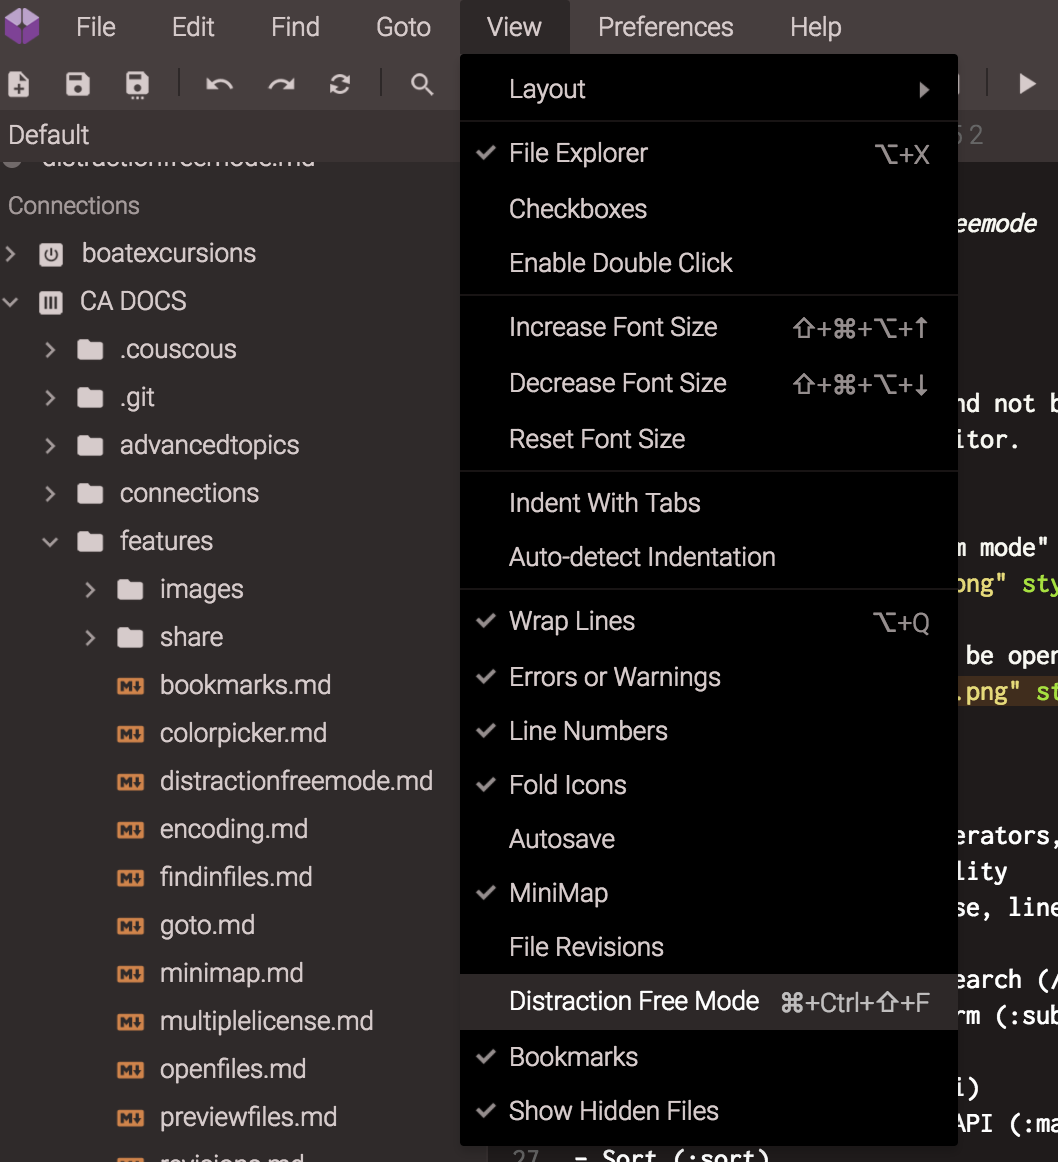 File Edit Find Goto View Preferences Help
Default
distractionfreemode.md
Connections
boatexcursions
CA DOCS
.couscous
.git
advancedtopics
connections
features
images
share
bookmarks.md
colorpicker.md
distractionfreemode.md
encoding.md
findinfiles.md
goto.md
minimap.md
multiplelicense.md
openfiles.md
previewfiles.md
revisions.md
Layout
File Explorer ⌥+X
Checkboxes
Enable Double Click
Increase Font Size ⇧+⌘+⌥+↑
Decrease Font Size ⇧+⌘+⌥+↓
Reset Font Size
Indent With Tabs
Auto-detect Indentation
Wrap Lines ⌥+Q
Errors or Warnings
Line Numbers
Fold Icons
Autosave
MiniMap
File Revisions
Distraction Free Mode ⌘+Ctrl+⇧+F
Bookmarks
Show Hidden Files
5 2
eemode
nd not b
itor.
m mode"
png" sty
be open
.png" st
erators,
lity
se, line
earch (/
rm (:sub
i)
API (:ma
27 - Sort (:sort)